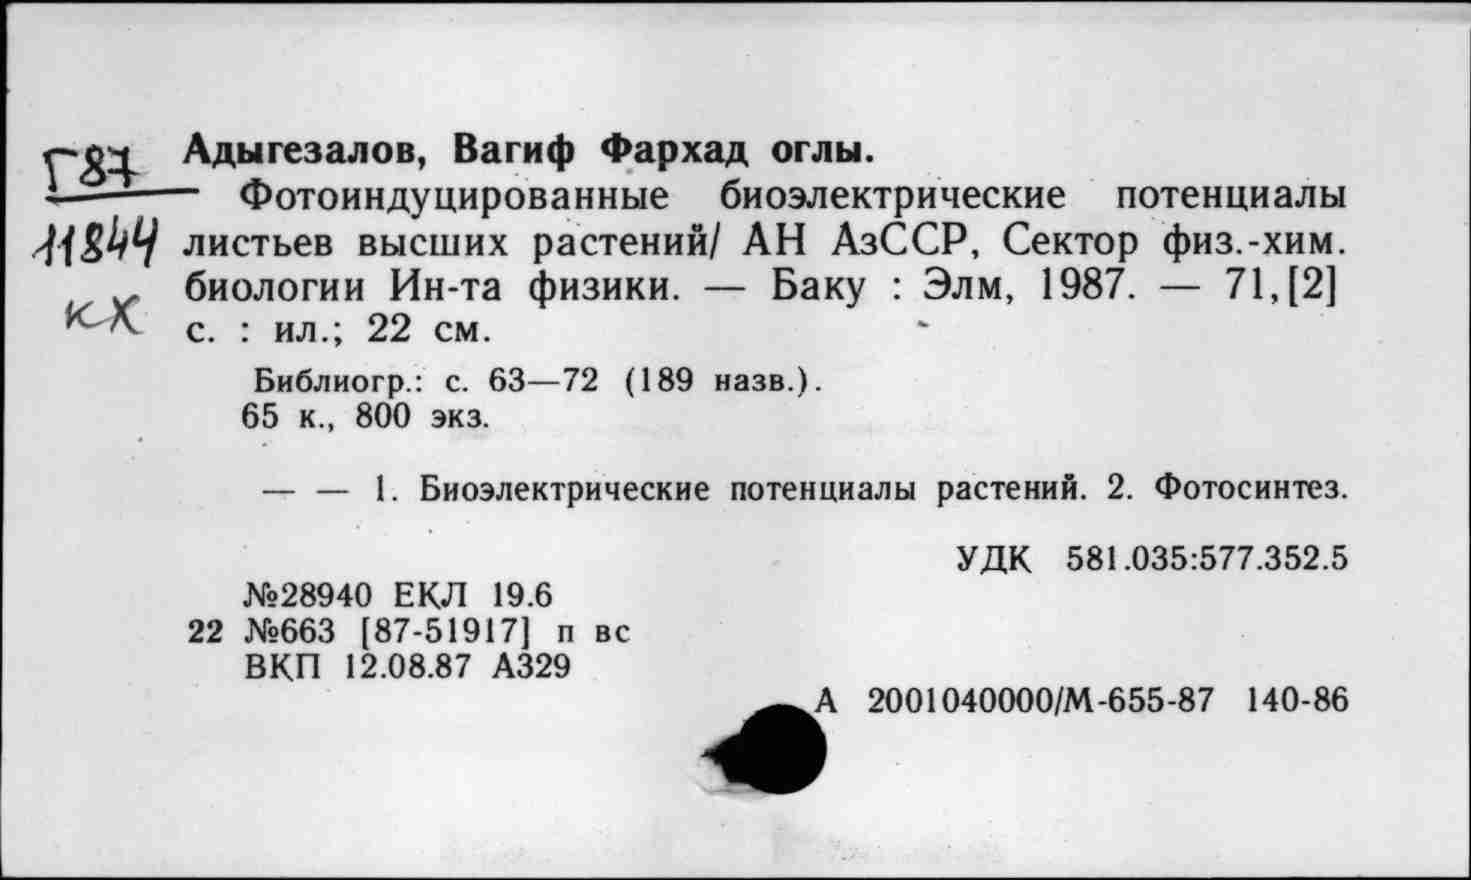 Г87
11844
кх
Адыгезалов, Вагиф Фархад оглы.
Фотоиндуцированные биоэлектрические потенциалы
листьев высших растений/ АН АзССР, Сектор физ.-хим.
биологии Ин-та физики. — Баку : Элм, 1987. — 71,[2]
с. : ил.; 22 см.
Библиогр.: с. 63—72 (189 назв.).
65 к., 800 экз.
— — 1. Биоэлектрические потенциалы растений. 2. Фотосинтез.
УДК 581.035:577.352.5
№28940 ЕКЛ 19.6
22 №663 [87-51917] п вс
ВКП 12.08.87 А329
А 2001040000/М-655-87 140-86